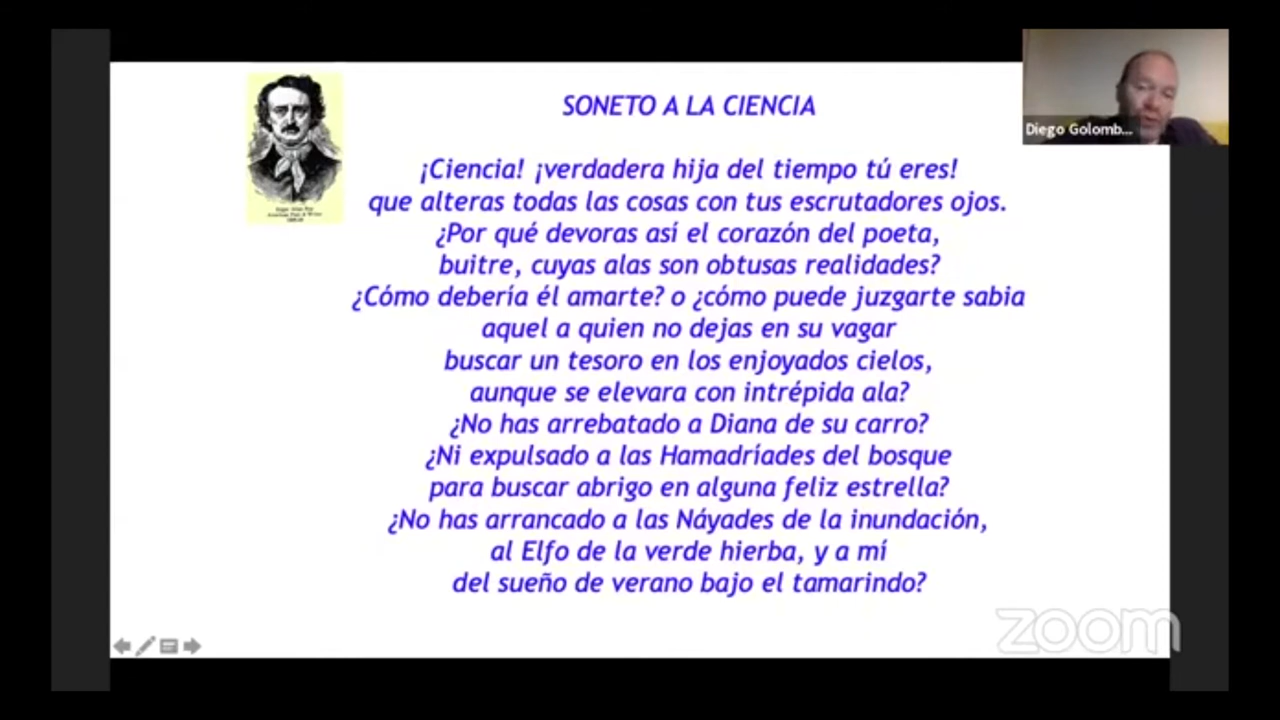 SONETO A LA CIENCIA
Diego Golomb...
¡Ciencia! ¡verdadera hija del tiempo tú eres!
que alteras todas las cosas con tus escrutadores ojos.
¿Por qué devoras así el corazón del poeta,
buitre, cuyas alas son obtusas realidades?
¿Cómo debería él amarte? o ¿cómo puede juzgarte sabia
aquel a quien no dejas en su vagar
buscar un tesoro en los enjoyados cielos,
aunque se elevara con intrépida ala?
¿No has arrebatado a Diana de su carro?
¿Ni expulsado a las Hamadríades del bosque
para buscar abrigo en alguna feliz estrella?
¿No has arrancado a las Náyades de la inundación,
al Elfo de la verde hierba, y a mí
del sueño de verano bajo el tamarindo?
zoom